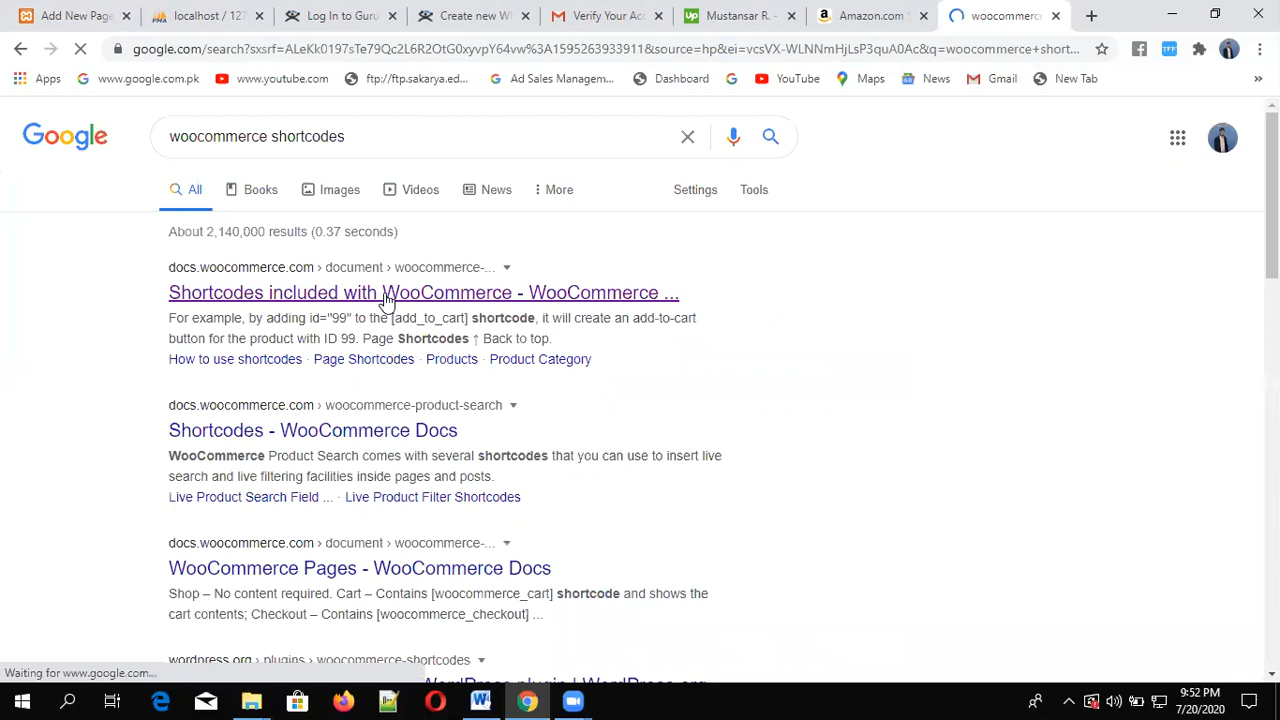 Add New Page
localhost / 127
Log In to Guru
Create new W
Verify Your Acc
Mustansar R. -
Amazon.com S
woocommerce
google.com/search?sxsrf=ALeKk0197sTe79Qc2L6R2OtG0xyvpY64vw%3A1595263933911&source=hp&ei=vcsVX-WLNNmHjLsP3quA0Ac&q=woocommerce+short...
Apps
www.google.com.pk
www.youtube.com
ftp://ftp.sakarya.ed...
Ad Sales Managem...
Dashboard
YouTube
Maps
News
Gmail
New Tab
»
Google
woocommerce shortcodes
All
Books
Images
Videos
News
More
Settings
Tools
About 2,140,000 results (0.37 seconds)
docs.woocommerce.com › document › woocommerce-...
Shortcodes included with WooCommerce - WooCommerce ...
For example, by adding id="99" to the [add_to_cart] shortcode, it will create an add-to-cart
button for the product with ID 99. Page Shortcodes ↑ Back to top.
How to use shortcodes · Page Shortcodes · Products · Product Category
docs.woocommerce.com › woocommerce-product-search
Shortcodes - WooCommerce Docs
WooCommerce Product Search comes with several shortcodes that you can use to insert live
search and live filtering facilities inside pages and posts.
Live Product Search Field ... · Live Product Filter Shortcodes
docs.woocommerce.com › document › woocommerce-...
WooCommerce Pages - WooCommerce Docs
Shop – No content required. Cart – Contains [woocommerce_cart] shortcode and shows the
cart contents; Checkout – Contains [woocommerce_checkout] ...
wordpress.org › plugins › woocommerce-shortcodes
WordPress plugin | WordPress.org
Waiting for www.google.com...
9:52 PM
7/20/2020